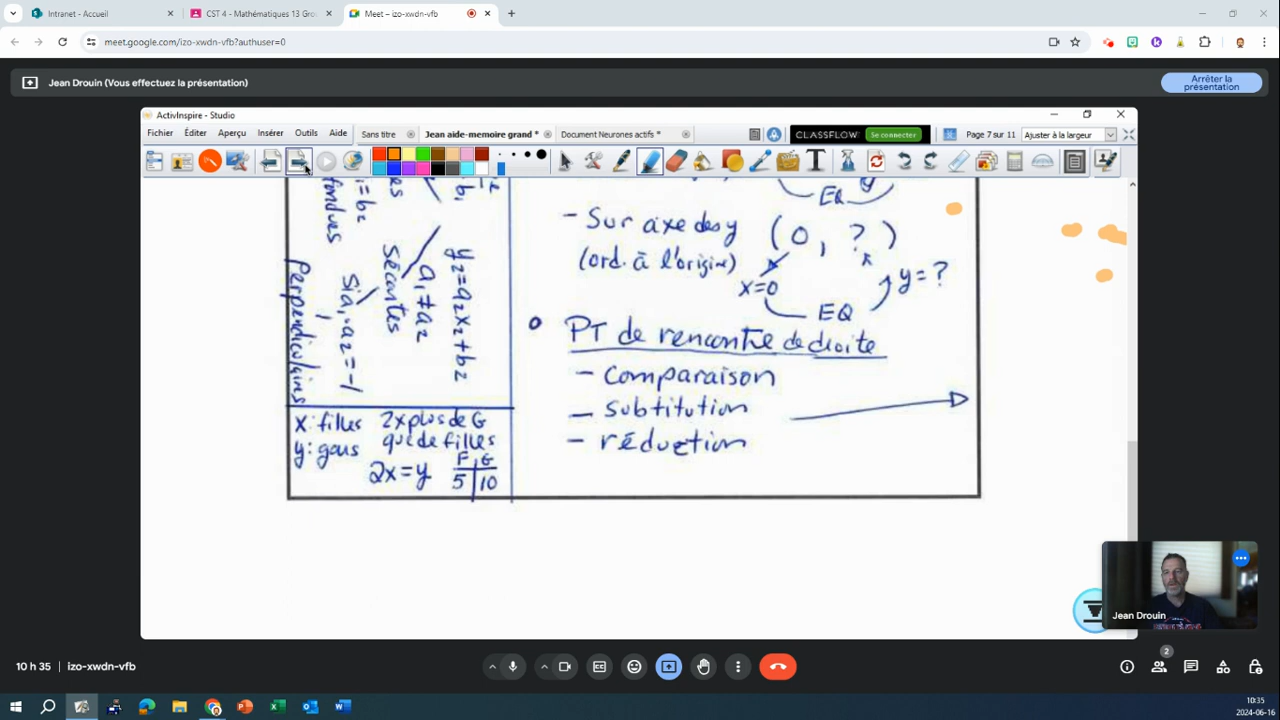 Intranet - Accueil
CST 4 - Mathématiques 13 Gro
Meet – izo-xwdn-vfb
meet.google.com/izo-xwdn-vfb?authuser=0
Jean Drouin (Vous effectuez la présentation)
Arrêter la présentation
ActivInspire - Studio
Fichier Éditer Aperçu Insérer Outils Aide
Sans titre
Jean aide-memoire grand *
Document Neurones actifs *
CLASSFLOW
Se connecter
Page 7 sur 11
Ajuster à la largeur
y
EQ
- Sur axe des y (0, ?)
(ord. à l'origine)
x=0
EQ
y=?
PT de rencontre de droite
- Comparaison
- subtitution
- réduction
y₂=a₂x₂+b₂
a₁≠a₂
Sécantes
Si a₁·a₂=-1
Perpendiculaires
x: filles 2x plus de G
y: gars que de filles
2x=y
F G
5 10
Jean Drouin
10 h 35 | izo-xwdn-vfb
2
10:35
2024-06-16